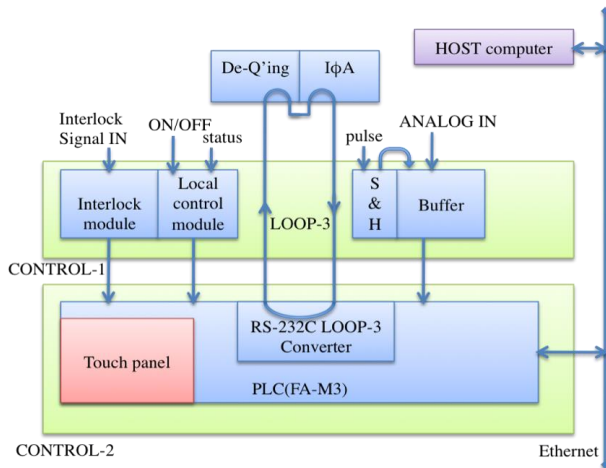 HOST computer
De-Q'ing
IϕA
Interlock
Signal IN
ON/OFF
status
pulse
ANALOG IN
Interlock
module
Local
control
module
S
&
H
Buffer
LOOP-3
CONTROL-1
RS-232C LOOP-3
Converter
Touch panel
PLC(FA-M3)
CONTROL-2
Ethernet